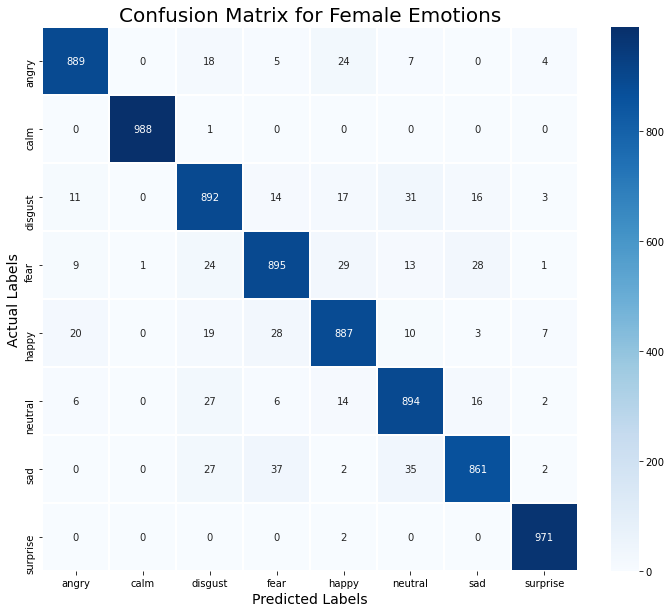 Confusion Matrix for Female Emotions
angry 889 0 18 5 24 7 0 4
calm 0 988 1 0 0 0 0 0
disgust 11 0 892 14 17 31 16 3
fear 9 1 24 895 29 13 28 1
happy 20 0 19 28 887 10 3 7
neutral 6 0 27 6 14 894 16 2
sad 0 0 27 37 2 35 861 2
surprise 0 0 0 0 2 0 0 971
angry calm disgust fear happy neutral sad surprise
Actual Labels
Predicted Labels
800
600
400
200
0